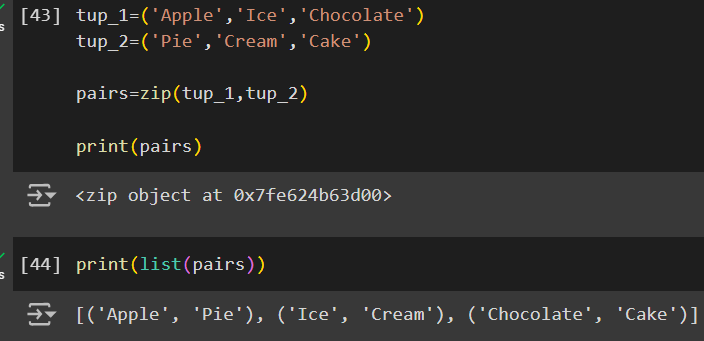 [43] tup_1=('Apple','Ice','Chocolate')
tup_2=('Pie','Cream','Cake')
pairs=zip(tup_1,tup_2)
print(pairs)
<zip object at 0x7fe624b63d00>
[44] print(list(pairs))
[('Apple', 'Pie'), ('Ice', 'Cream'), ('Chocolate', 'Cake')]